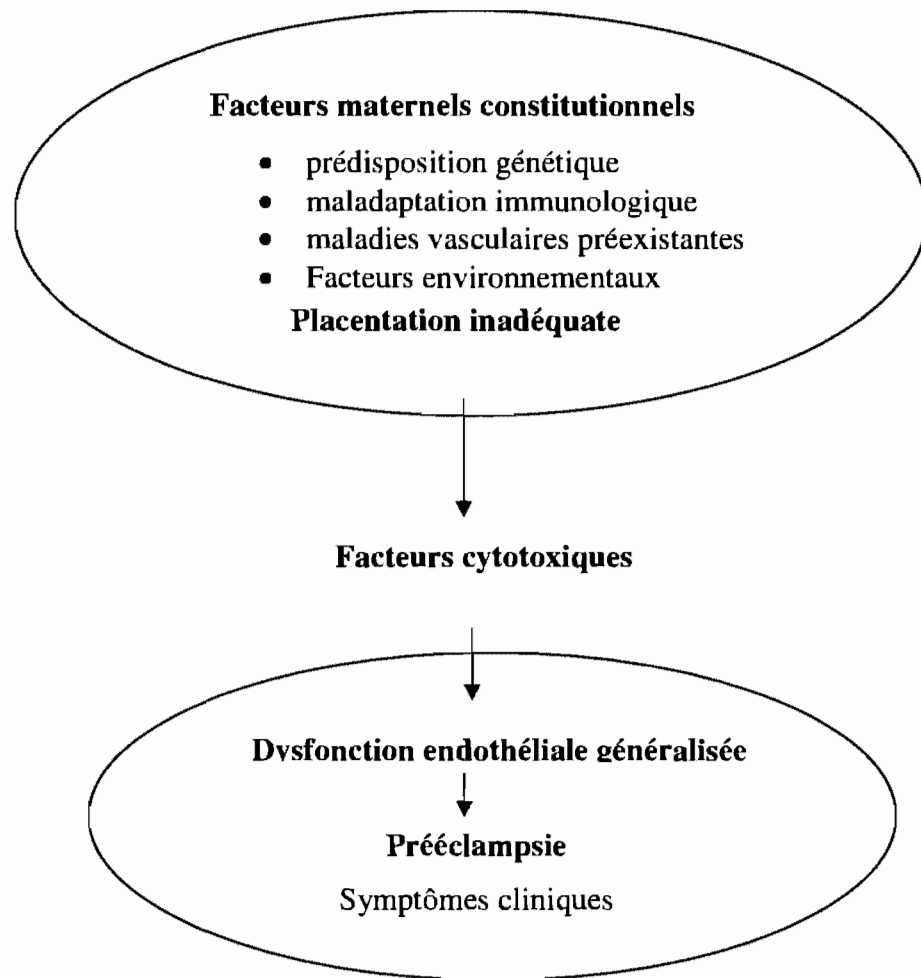 Facteurs maternels constitutionnels
• prédisposition génétique
• maladaptation immunologique
• maladies vasculaires préexistantes
• Facteurs environnementaux
Placentation inadéquate
Facteurs cytotoxiques
Dysfonction endothéliale généralisée
Prééclampsie
Symptômes cliniques